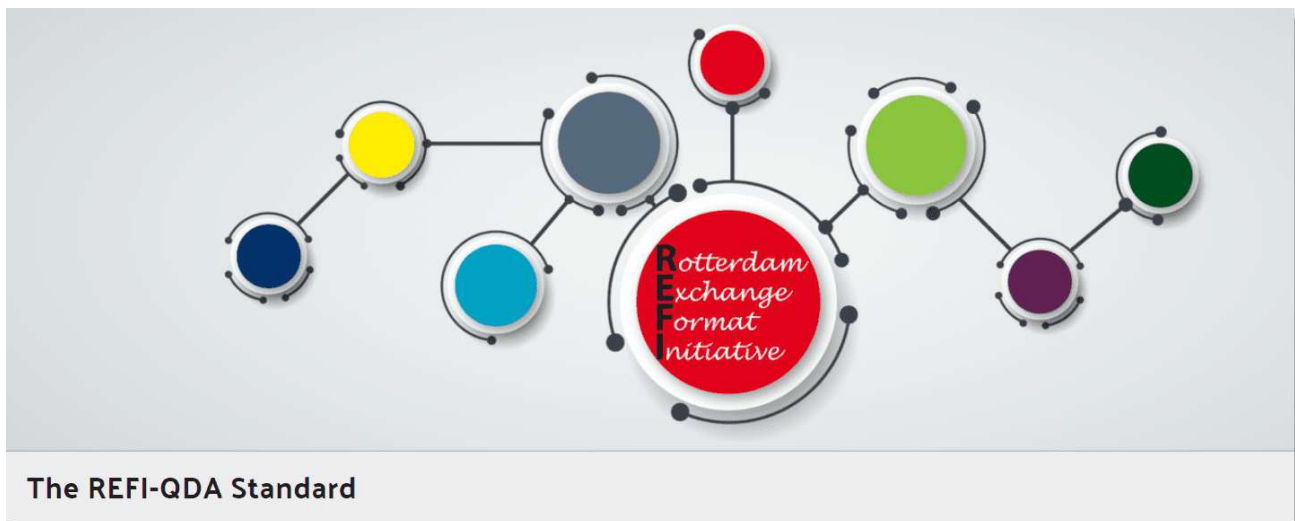 Rotterdam
Exchange
Format
Initiative
The REFI-QDA Standard